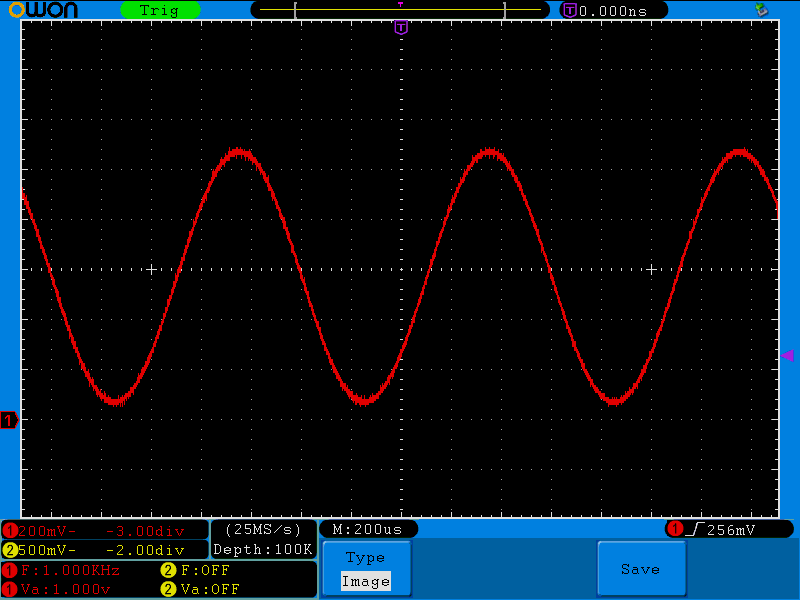 owon Trig T T 0.000ns
T
1
1 200mV- -3.00div (25MS/s) M:200us 1 256mV
2 500mV- -2.00div Depth:100K
1 F:1.000KHz 2 F:OFF Type Save
1 Va:1.000v 2 Va:OFF Image